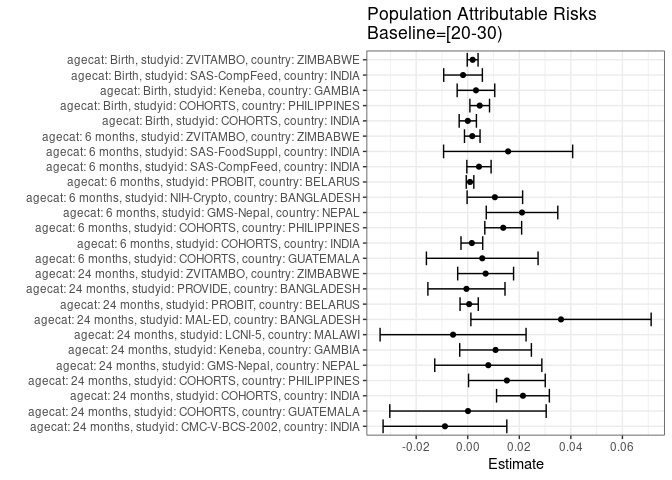 Population Attributable Risks
Baseline=[20-30)
agecat: Birth, studyid: ZVITAMBO, country: ZIMBABWE
agecat: Birth, studyid: SAS-CompFeed, country: INDIA
agecat: Birth, studyid: Keneba, country: GAMBIA
agecat: Birth, studyid: COHORTS, country: PHILIPPINES
agecat: Birth, studyid: COHORTS, country: INDIA
agecat: 6 months, studyid: ZVITAMBO, country: ZIMBABWE
agecat: 6 months, studyid: SAS-FoodSuppl, country: INDIA
agecat: 6 months, studyid: SAS-CompFeed, country: INDIA
agecat: 6 months, studyid: PROBIT, country: BELARUS
agecat: 6 months, studyid: NIH-Crypto, country: BANGLADESH
agecat: 6 months, studyid: GMS-Nepal, country: NEPAL
agecat: 6 months, studyid: COHORTS, country: PHILIPPINES
agecat: 6 months, studyid: COHORTS, country: INDIA
agecat: 6 months, studyid: COHORTS, country: GUATEMALA
agecat: 24 months, studyid: ZVITAMBO, country: ZIMBABWE
agecat: 24 months, studyid: PROVIDE, country: BANGLADESH
agecat: 24 months, studyid: PROBIT, country: BELARUS
agecat: 24 months, studyid: MAL-ED, country: BANGLADESH
agecat: 24 months, studyid: LCNI-5, country: MALAWI
agecat: 24 months, studyid: Keneba, country: GAMBIA
agecat: 24 months, studyid: GMS-Nepal, country: NEPAL
agecat: 24 months, studyid: COHORTS, country: PHILIPPINES
agecat: 24 months, studyid: COHORTS, country: INDIA
agecat: 24 months, studyid: COHORTS, country: GUATEMALA
agecat: 24 months, studyid: CMC-V-BCS-2002, country: INDIA
-0.02 0.00 0.02 0.04 0.06
Estimate